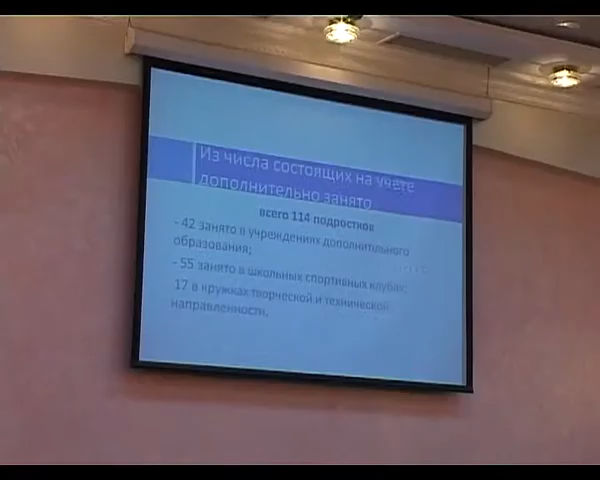 Из числа состоящих на учете
дополнительно занято
всего 114 подростков
- 42 занято в учреждениях дополнительного
образования;
- 55 занято в школьных спортивных клубах;
17 в кружках творческой и технической
направленности.